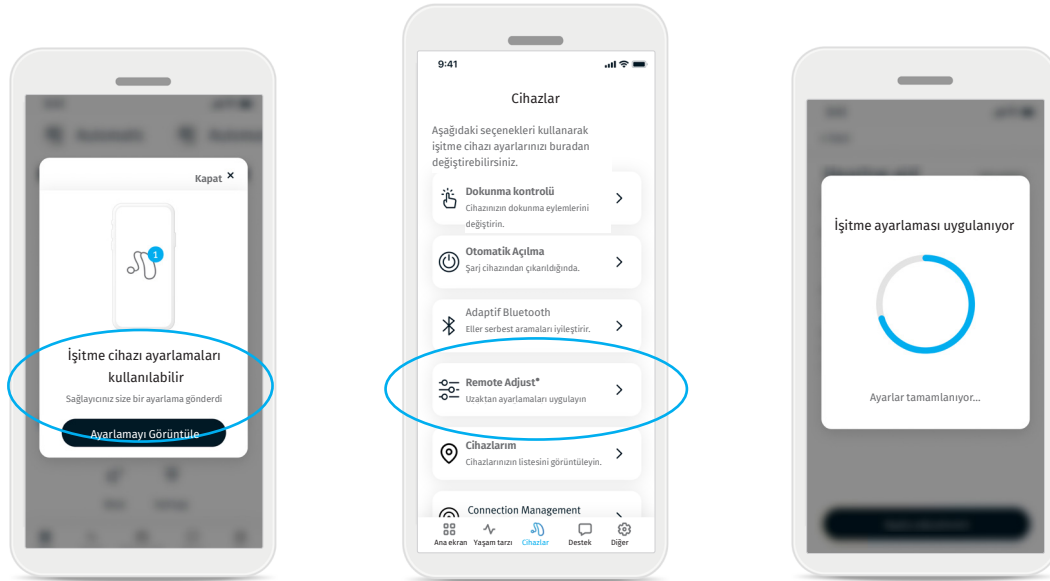 Kapat ×
1
İşitme cihazı ayarlamaları
kullanılabilir
Sağlayıcınız size bir ayarlama gönderdi
Ayarlamayı Görüntüle
9:41
Cihazlar
Aşağıdaki seçenekleri kullanarak
işitme cihazı ayarlarınızı buradan
değiştirebilirsiniz.
Dokunma kontrolü
Cihazınızın dokunma eylemlerini
değiştirin.
Otomatik Açılma
Şarj cihazından çıkarıldığında.
Adaptif Bluetooth
Eller serbest aramaları iyileştirir.
Remote Adjust*
Uzaktan ayarlamaları uygulayın
Cihazlarım
Cihazlarınızın listesini görüntüleyin.
Connection Management
Ana ekran Yaşam tarzı Cihazlar Destek Diğer
İşitme ayarlaması uygulanıyor
Ayarlar tamamlanıyor...